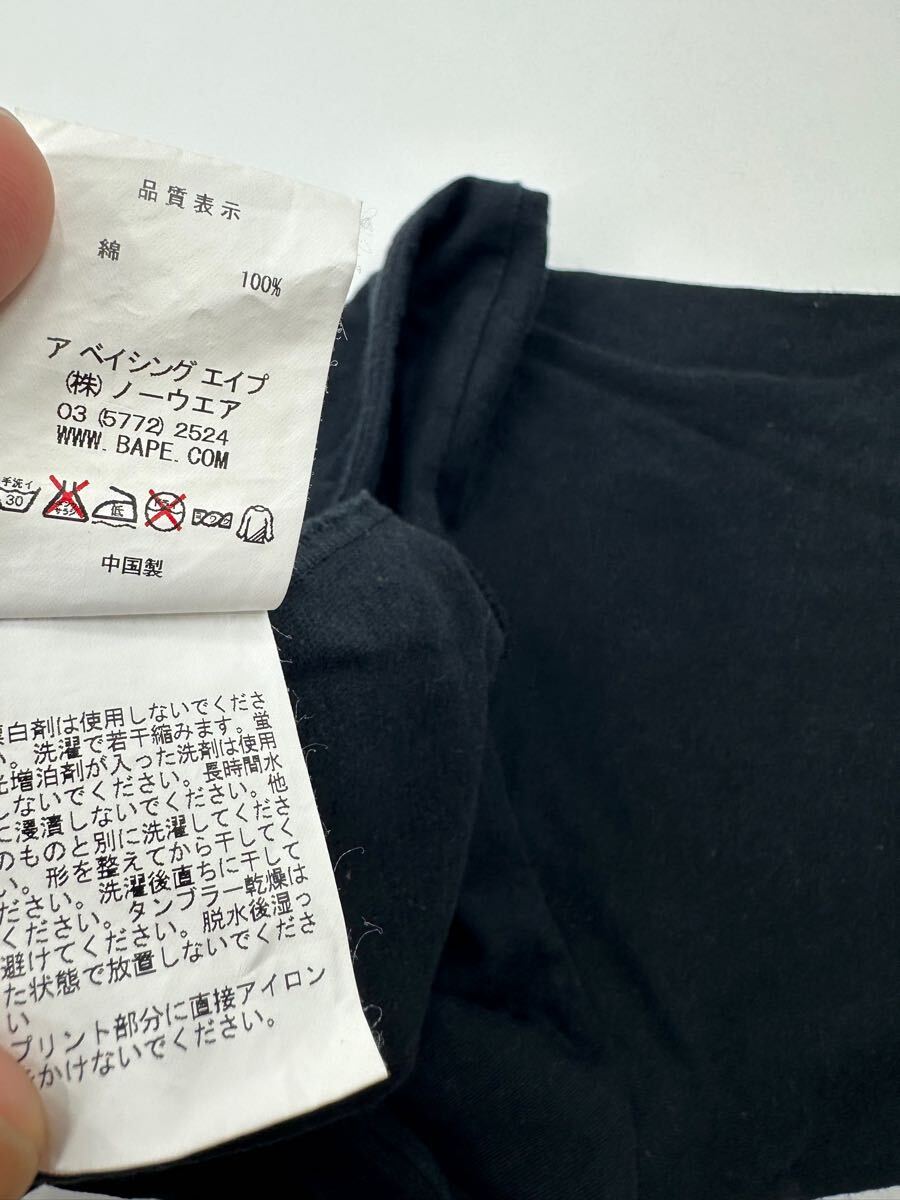 品質表示
綿
100%
ア ベイシング エイプ
(株) ノーウエア
03 (5772) 2524
WWW. BAPE. COM
手洗イ
30
低
中国製
白剤は使用しないでくださ
い。洗濯で若干縮みます。蛍
光増泊剤が入った洗剤は使用
しないでください。長時間水
に浸漬しないでください。他
のものと別に洗濯してくださ
い。形を整えてから干してく
ださい。洗濯後直ちに干して
ください。タンブラー乾燥は
避けてください。脱水後湿っ
た状態で放置しないでくださ
い
プリント部分に直接アイロン
をかけないでください。